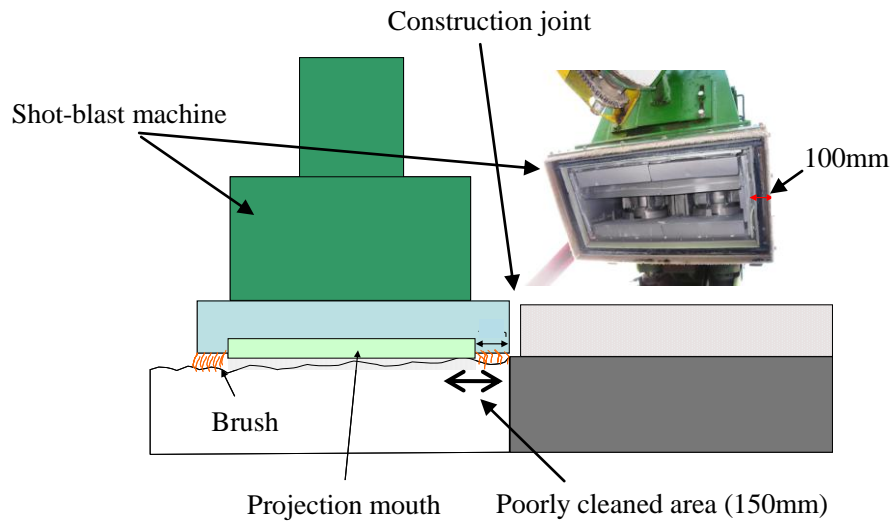 Construction joint
Shot-blast machine
100mm
Brush
Projection mouth
Poorly cleaned area (150mm)